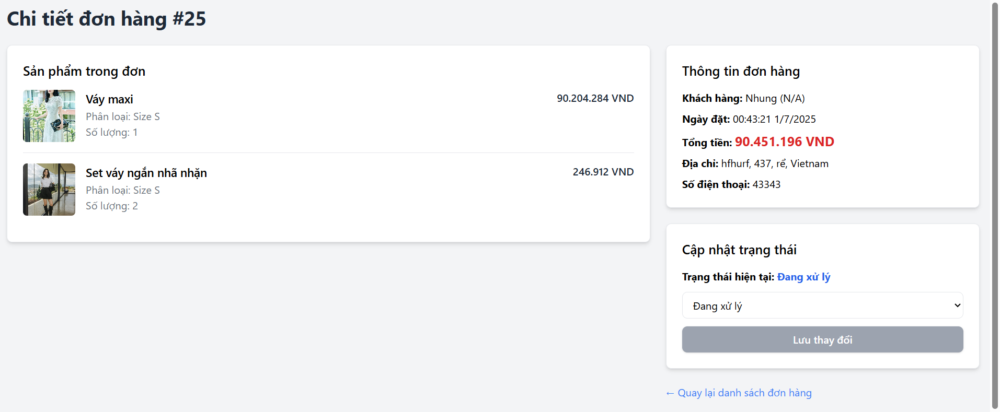 Chi tiết đơn hàng #25
Sản phẩm trong đơn
Váy maxi
90.204.284 VND
Phân loại: Size S
Số lượng: 1
Set váy ngắn nhã nhặn
246.912 VND
Phân loại: Size S
Số lượng: 2
Thông tin đơn hàng
Khách hàng: Nhung (N/A)
Ngày đặt: 00:43:21 1/7/2025
Tổng tiền: 90.451.196 VND
Địa chỉ: hfhurf, 437, rể, Vietnam
Số điện thoại: 43343
Cập nhật trạng thái
Trạng thái hiện tại: Đang xử lý
Đang xử lý
Lưu thay đổi
← Quay lại danh sách đơn hàng